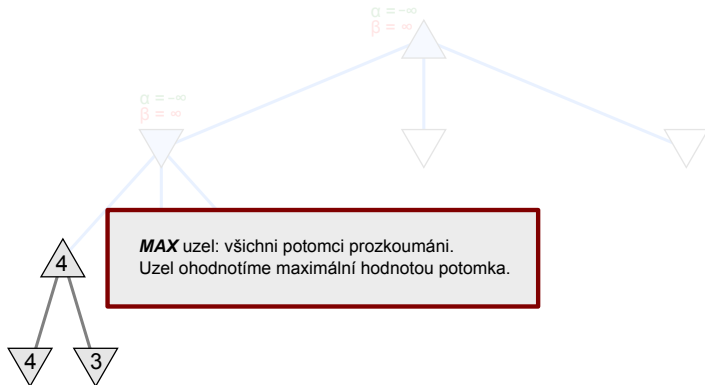 α = -∞
β = ∞
α = -∞
β = ∞
MAX uzel: všichni potomci prozkoumáni.
Uzel ohodnotíme maximální hodnotou potomka.
4
4
3